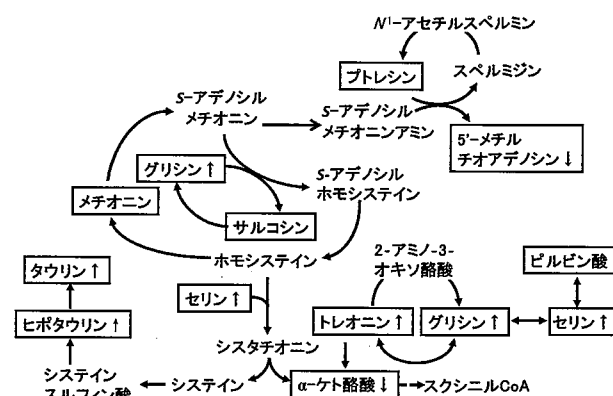 N¹-アセチルスペルミン
プトレシン
スペルミジン
S-アデノシル
メチオニン
S-アデノシル
メチオニンアミン
5'-メチル
チオアデノシン↓
グリシン↑
S-アデノシル
ホモシステイン
メチオニン
サルコシン
ホモシステイン
2-アミノ-3-
オキソ酪酸
ピルビン酸
タウリン↑
セリン↑
ヒポタウリン↑
トレオニン↑
グリシン↑
セリン↑
シスタチオニン
システイン
スルフィン酸
システイン
α-ケト酪酸↓
スクシニルCoA